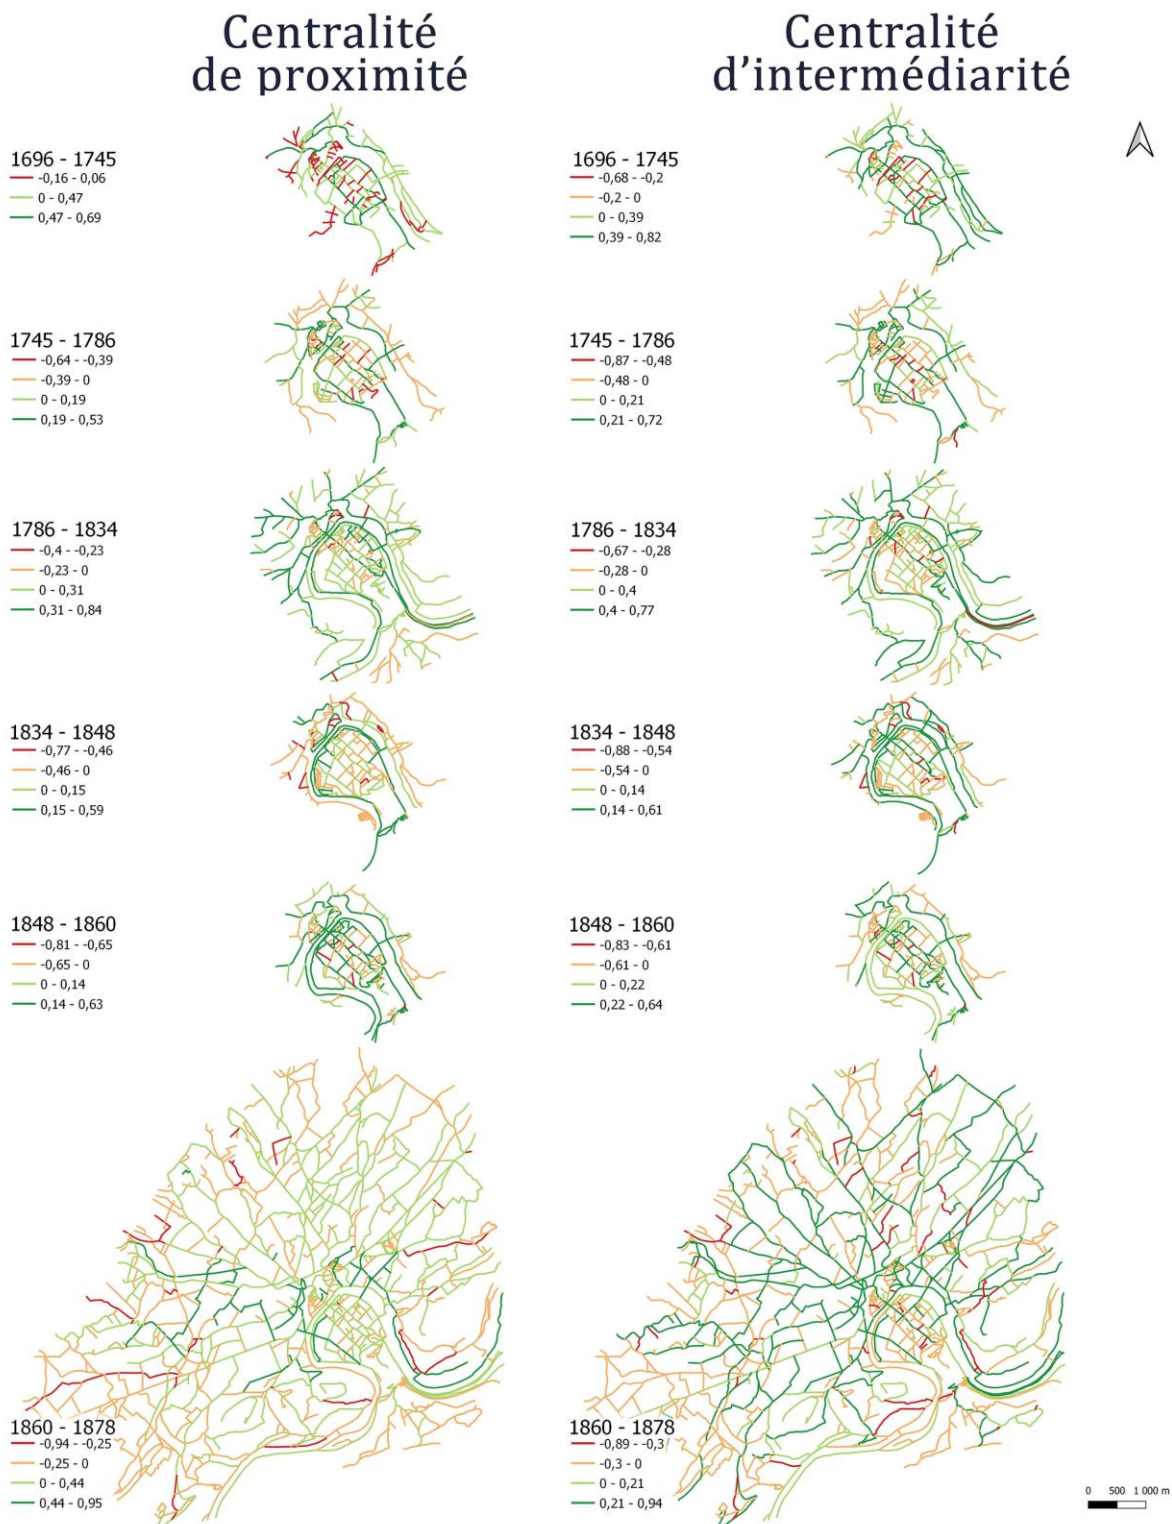 Centralité
de proximité
Centralité
d'intermédiarité
1696 - 1745
-0,16 - 0,06
0 - 0,47
0,47 - 0,69
1696 - 1745
-0,68 - -0,2
-0,2 - 0
0 - 0,39
0,39 - 0,82
1745 - 1786
-0,64 - -0,39
-0,39 - 0
0 - 0,19
0,19 - 0,53
1745 - 1786
-0,87 - -0,48
-0,48 - 0
0 - 0,21
0,21 - 0,72
1786 - 1834
-0,4 - -0,23
-0,23 - 0
0 - 0,31
0,31 - 0,84
1786 - 1834
-0,67 - -0,28
-0,28 - 0
0 - 0,4
0,4 - 0,77
1834 - 1848
-0,77 - -0,46
-0,46 - 0
0 - 0,15
0,15 - 0,59
1834 - 1848
-0,88 - -0,54
-0,54 - 0
0 - 0,14
0,14 - 0,61
1848 - 1860
-0,81 - -0,65
-0,65 - 0
0 - 0,14
0,14 - 0,63
1848 - 1860
-0,83 - -0,61
-0,61 - 0
0 - 0,22
0,22 - 0,64
1860 - 1878
-0,94 - -0,25
-0,25 - 0
0 - 0,44
0,44 - 0,95
1860 - 1878
-0,89 - -0,3
-0,3 - 0
0 - 0,21
0,21 - 0,94
0 500 1 000 m